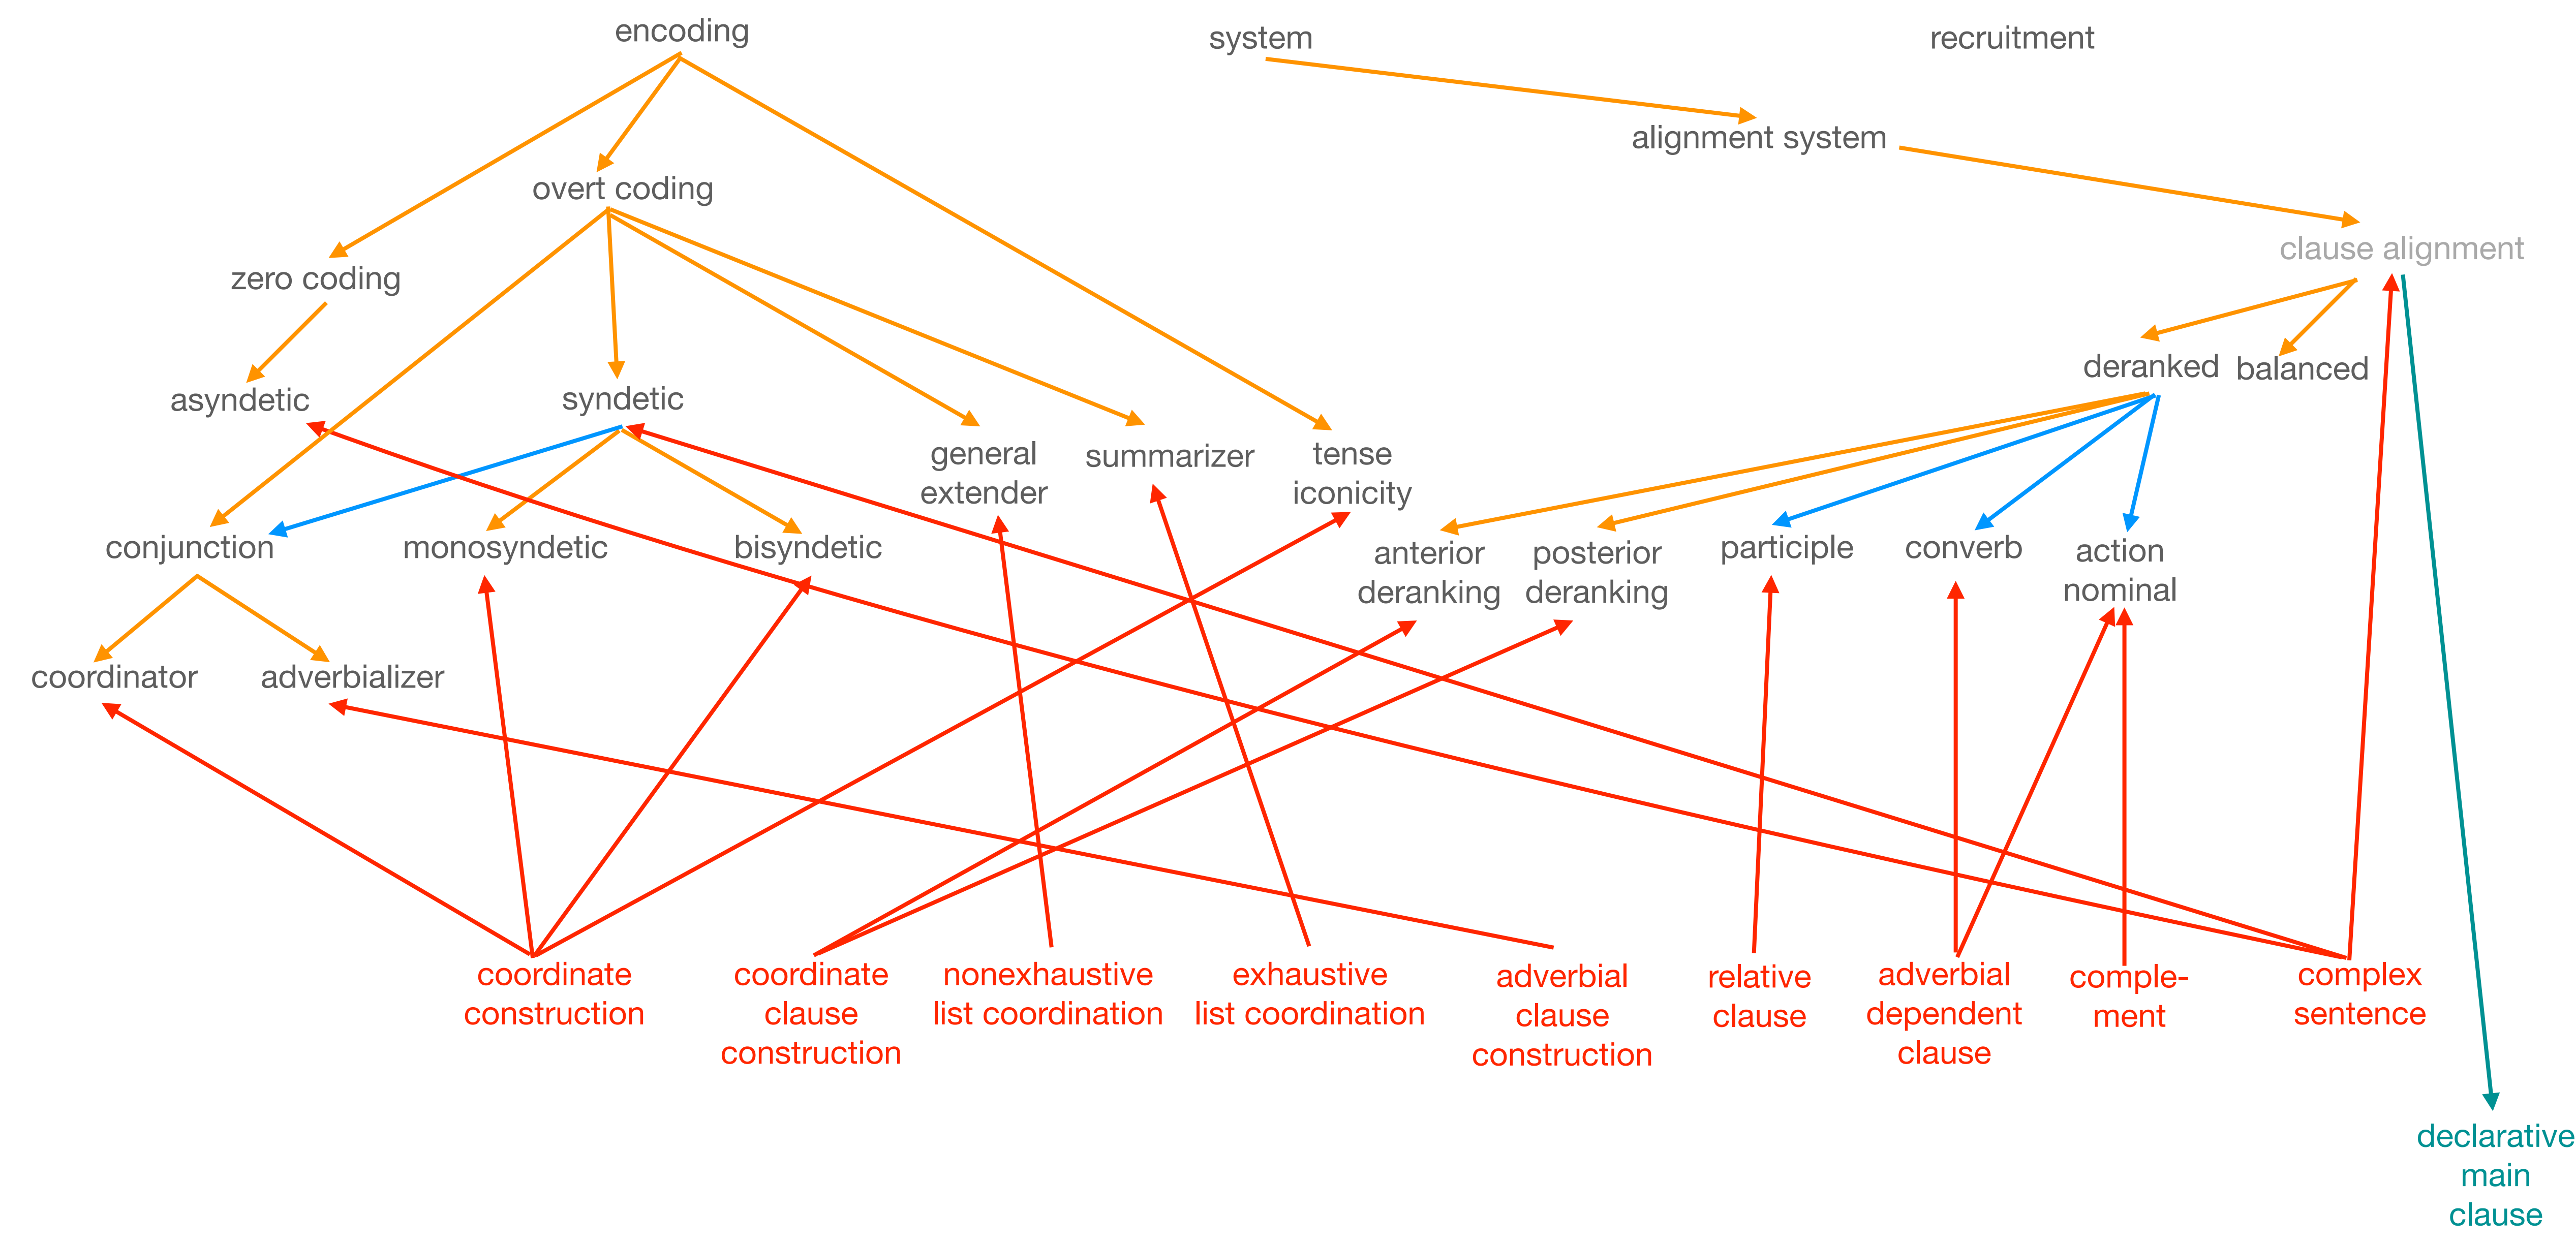 encoding
system
recruitment
alignment system
overt coding
clause alignment
zero coding
deranked
balanced
asyndetic
syndetic
general
extender
summarizer
tense
iconicity
conjunction
monosyndetic
bisyndetic
anterior
deranking
posterior
deranking
participle
converb
action
nominal
coordinator
adverbializer
coordinate
construction
coordinate
clause
construction
nonexhaustive
list coordination
exhaustive
list coordination
adverbial
clause
construction
relative
clause
adverbial
dependent
clause
comple-
ment
complex
sentence
declarative
main
clause